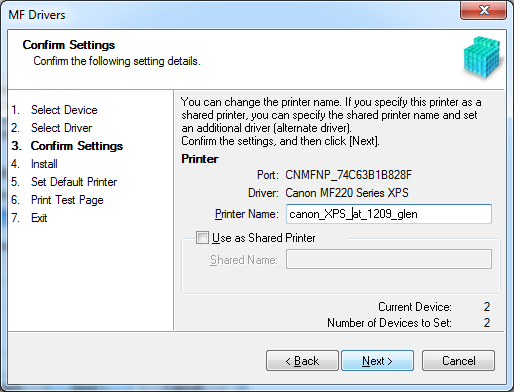 MF Drivers
Confirm Settings
Confirm the following setting details.
1. Select Device
2. Select Driver
3. Confirm Settings
4. Install
5. Set Default Printer
6. Print Test Page
7. Exit
You can change the printer name. If you specify this printer as a
shared printer, you can specify the shared printer name and set
an additional driver (alternate driver).
Confirm the settings, and then click [Next].
Printer
Port: CNMFNP_74C63B1B828F
Driver: Canon MF220 Series XPS
Printer Name: canon_XPS_at_1209_glen
Use as Shared Printer
Shared Name:
Current Device: 2
Number of Devices to Set: 2
< Back Next > Cancel